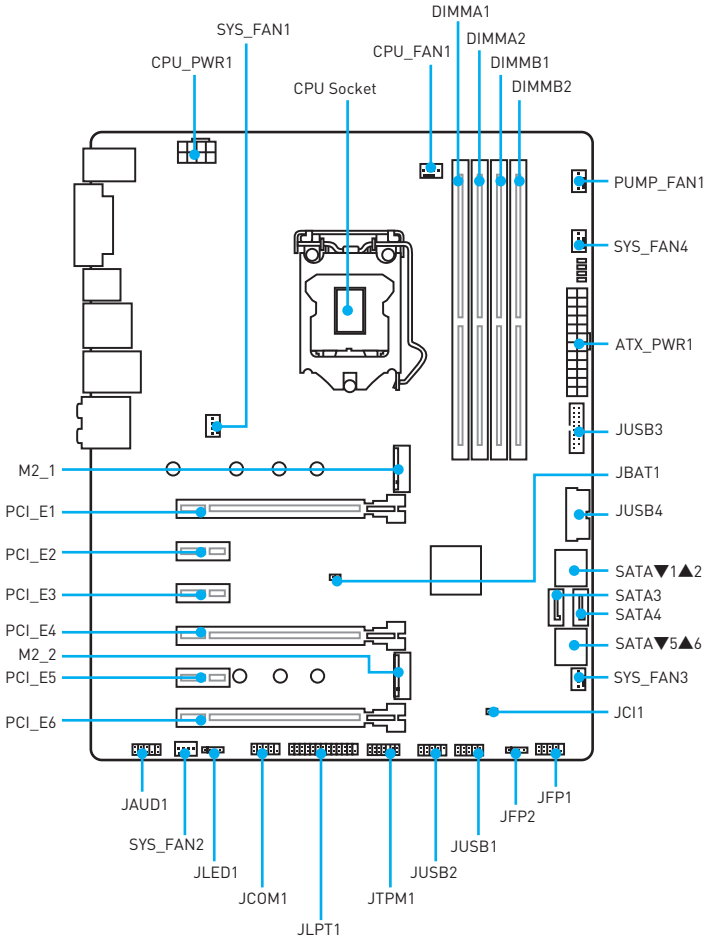 DIMMA1
SYS_FAN1
DIMMA2
CPU_FAN1
CPU_PWR1
DIMMB1
CPU Socket
DIMMB2
PUMP_FAN1
SYS_FAN4
ATX_PWR1
JUSB3
M2_1
JBAT1
PCI_E1
JUSB4
PCI_E2
SATA▼1▲2
PCI_E3
SATA3
SATA4
PCI_E4
SATA▼5▲6
M2_2
PCI_E5
SYS_FAN3
PCI_E6
JCI1
JAUD1
JFP1
JFP2
SYS_FAN2
JUSB1
JLED1
JUSB2
JCOM1
JTPM1
JLPT1